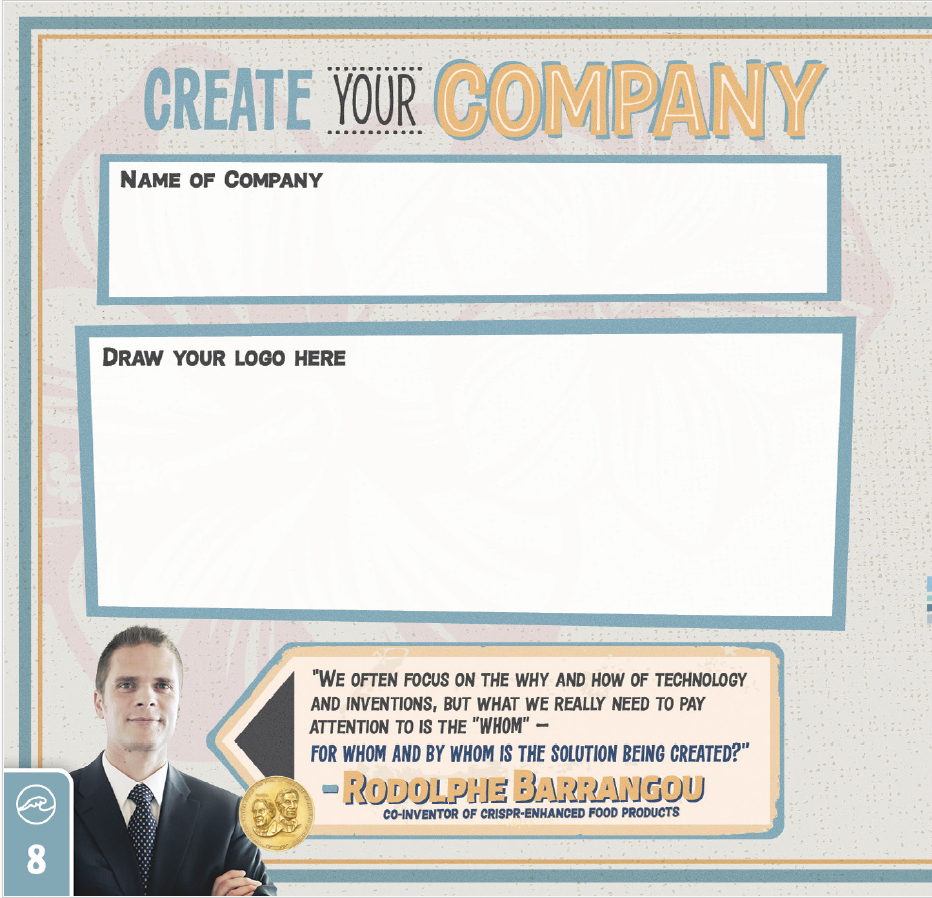 CREATE YOUR COMPANY
NAME OF COMPANY
DRAW YOUR LOGO HERE
"WE OFTEN FOCUS ON THE WHY AND HOW OF TECHNOLOGY
AND INVENTIONS, BUT WHAT WE REALLY NEED TO PAY
ATTENTION TO IS THE "WHOM" –
FOR WHOM AND BY WHOM IS THE SOLUTION BEING CREATED?"
- RODOLPHE BARRANGOU
CO-INVENTOR OF CRISPR-ENHANCED FOOD PRODUCTS
8